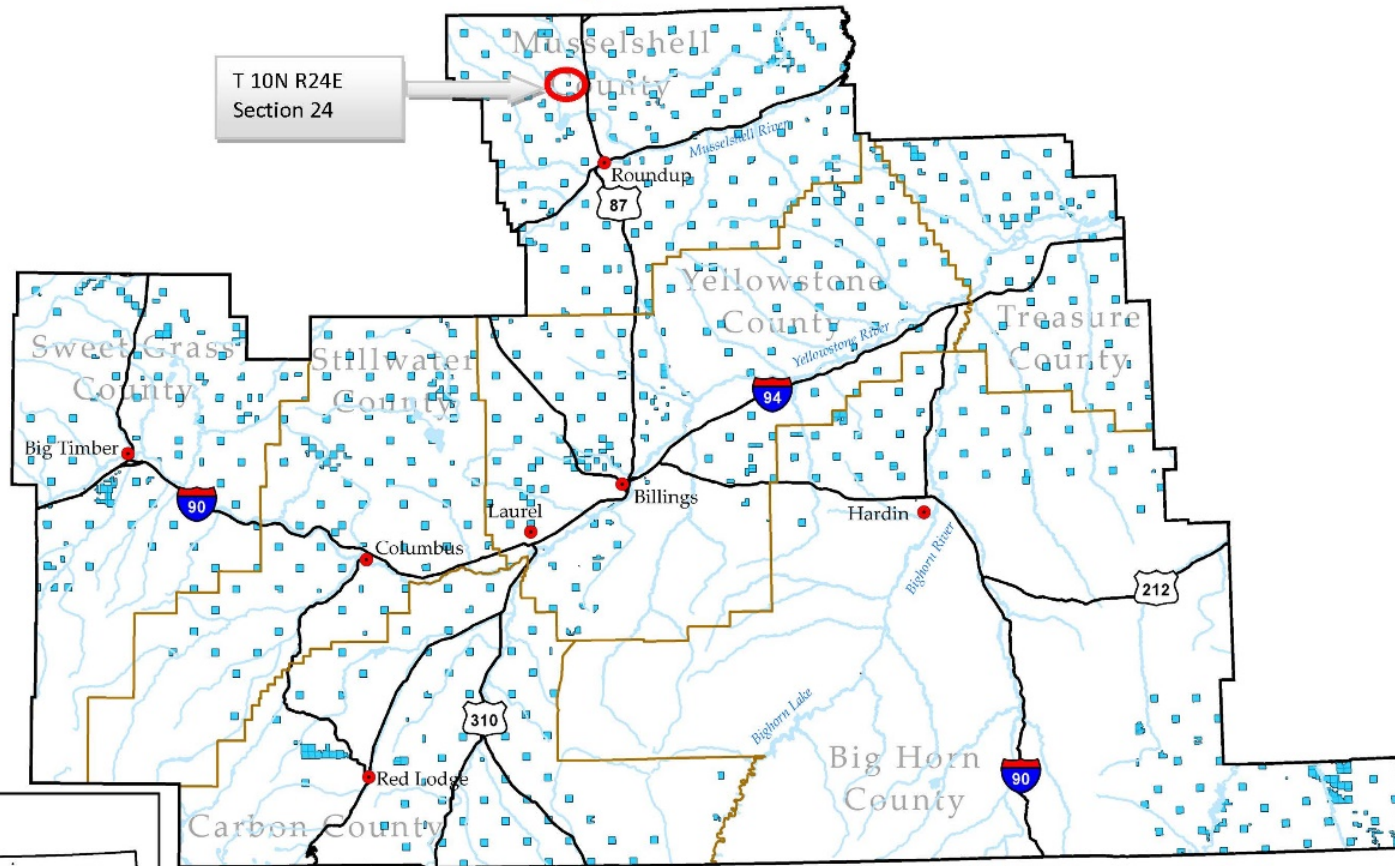 Musselshell
County
T 10N R24E
Section 24
Musselshell River
Roundup
87
Yellowstone
County
Yellowstone River
Treasure
County
Sweet Grass
County
Stillwater
County
94
Big Timber
90
Billings
Laurel
Columbus
Hardin
Bighorn River
212
310
Bighorn Lake
Big Horn
County
90
Red Lodge
Carbon County